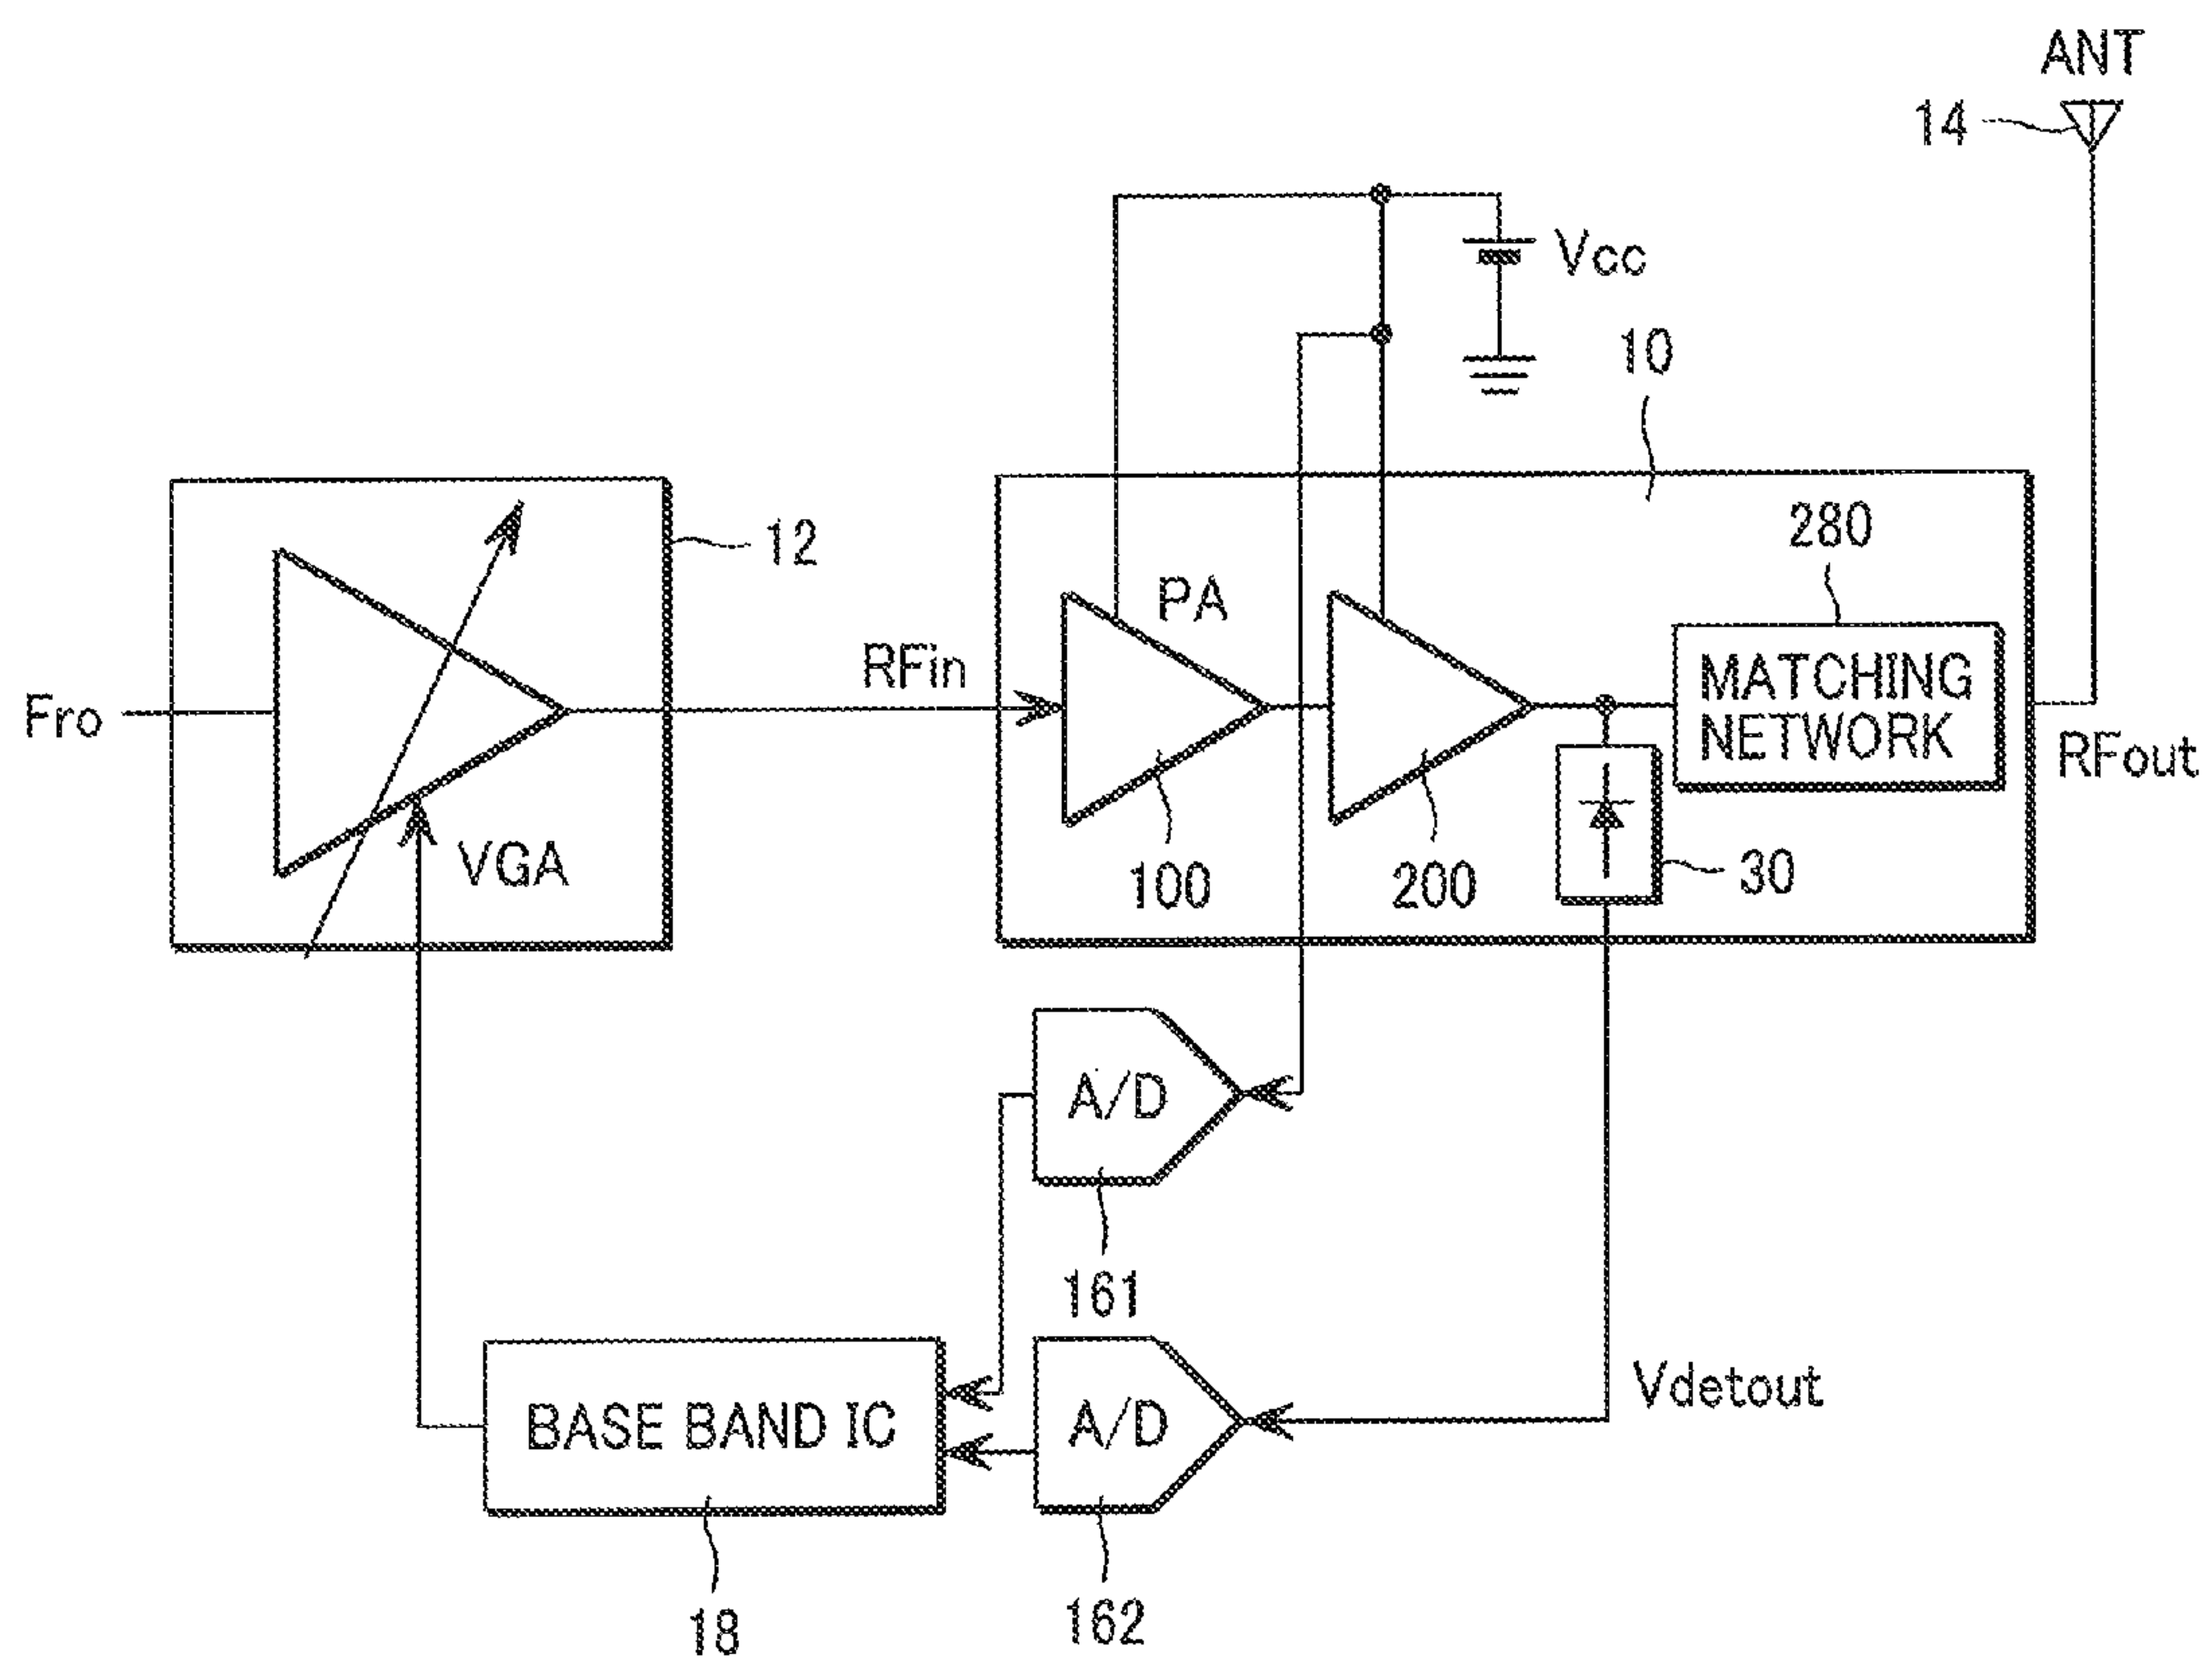 ANT
14
Vcc
10
280
12
PA
RFin
MATCHING
NETWORK
Fro
RFout
VGA
100
200
30
A/D
161
Vdetout
BASE BAND IC
A/D
18
162